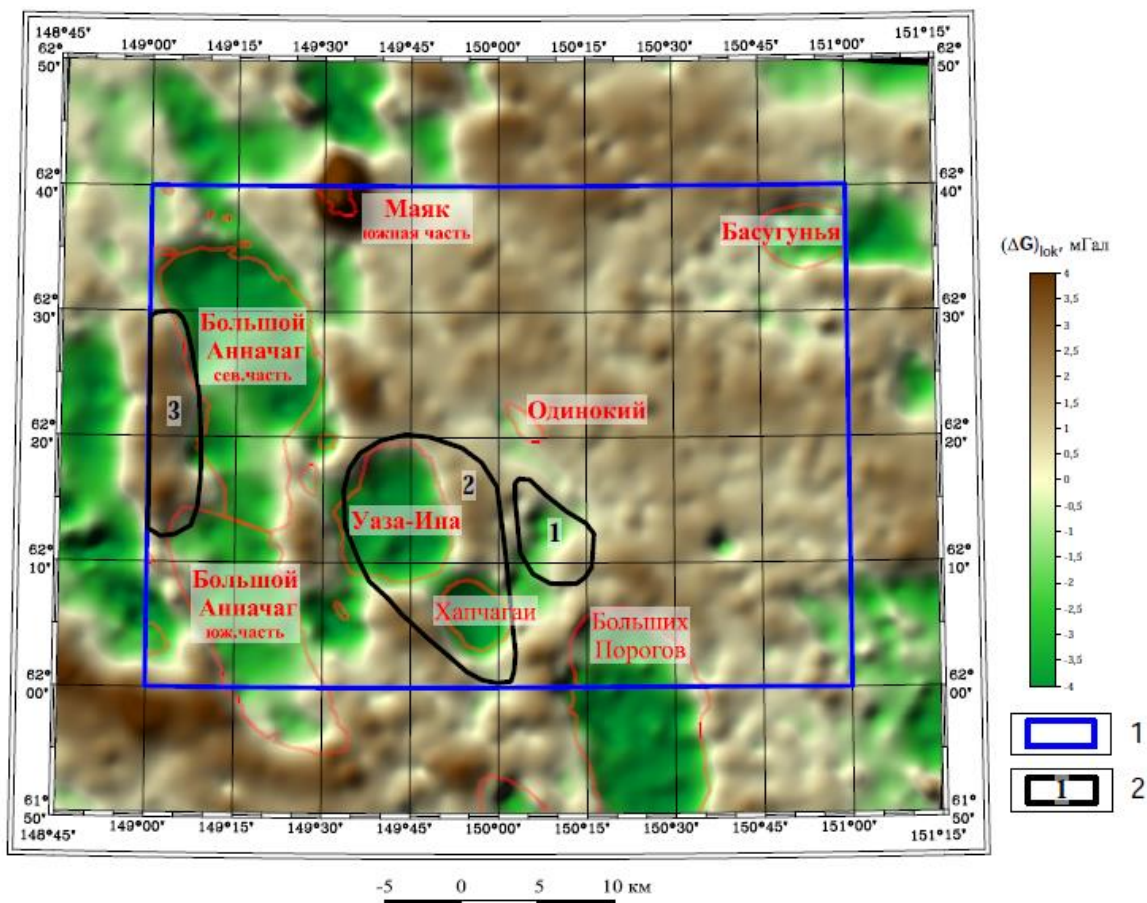 148°45' 149°00' 149°15' 149°30' 149°45' 150°00' 150°15' 150°30' 150°45' 151°00' 151°15'
62°
50'
62°
50'
62°
40'
62°
40'
Маяк
южная часть
Басугунья
(ΔG)lok, мГал
62°
30'
62°
30'
Большой
Анначаг
сев.часть
3
62°
20'
62°
20'
Одинокий
2
Уаза-Ина
1
62°
10'
62°
10'
Большой
Анначаг
юж.часть
Хапчагаи
Больших
Порогов
62°
00'
62°
00'
61°
50'
61°
50'
148°45' 149°00' 149°15' 149°30' 149°45' 150°00' 150°15' 150°30' 150°45' 151°00' 151°15'
4
3,5
3
2,5
2
1,5
1
0,5
0
-0,5
-1
-1,5
-2
-2,5
-3
-3,5
-4
1
1 2
-5 0 5 10 км